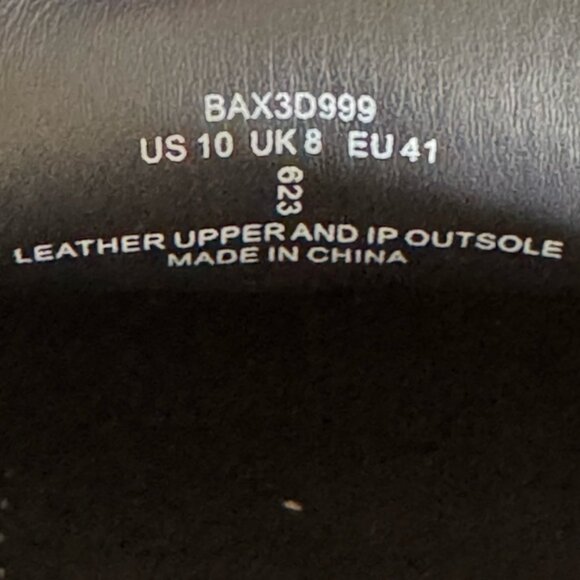 BAX3D999
US 10 UK 8 EU 41
623
LEATHER UPPER AND IP OUTSOLE
MADE IN CHINA